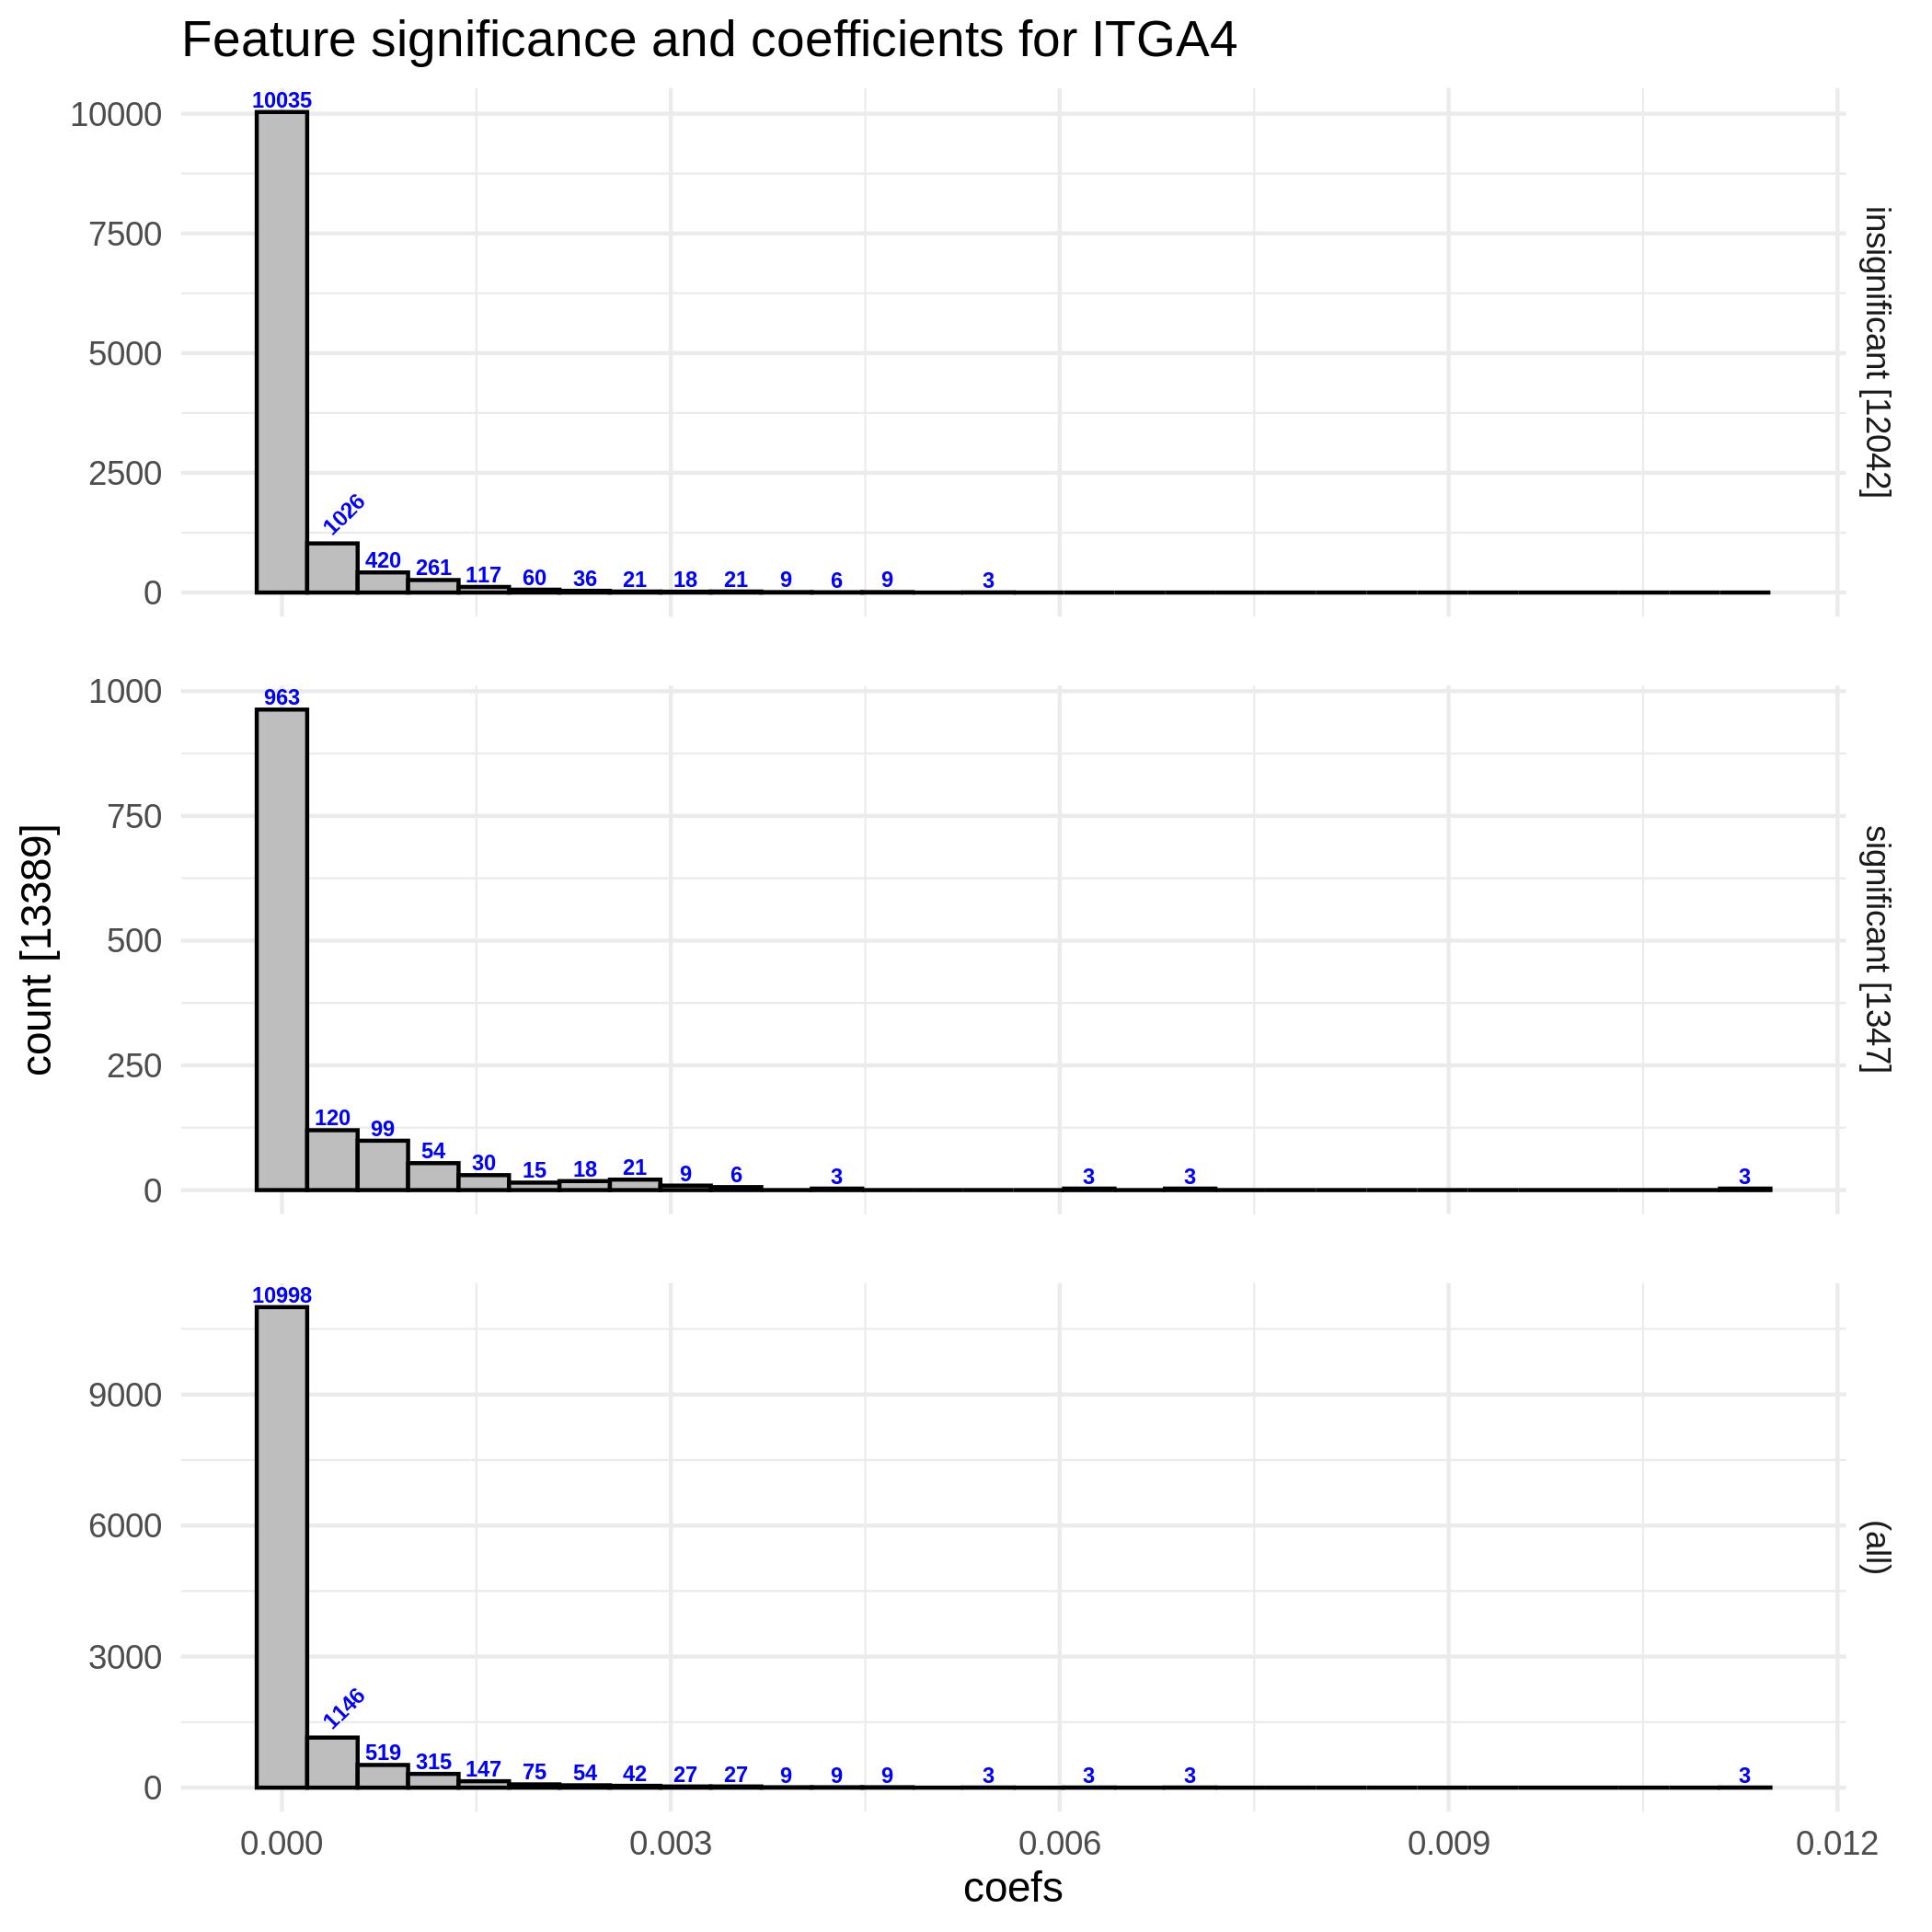 Feature significance and coefficients for ITGA4
10035
10000
7500
5000
2500
0
1026
420 261 117 60 36 21 18 21 9 6 9 3
insignificant [12042]
963
1000
750
500
250
0
120 99 54 30 15 18 21 9 6 3 3 3 3
significant [1347]
count [13389]
10998
9000
6000
3000
0
1146
519 315 147 75 54 42 27 27 9 9 9 3 3 3 3
(all)
0.000 0.003 0.006 0.009 0.012
coefs